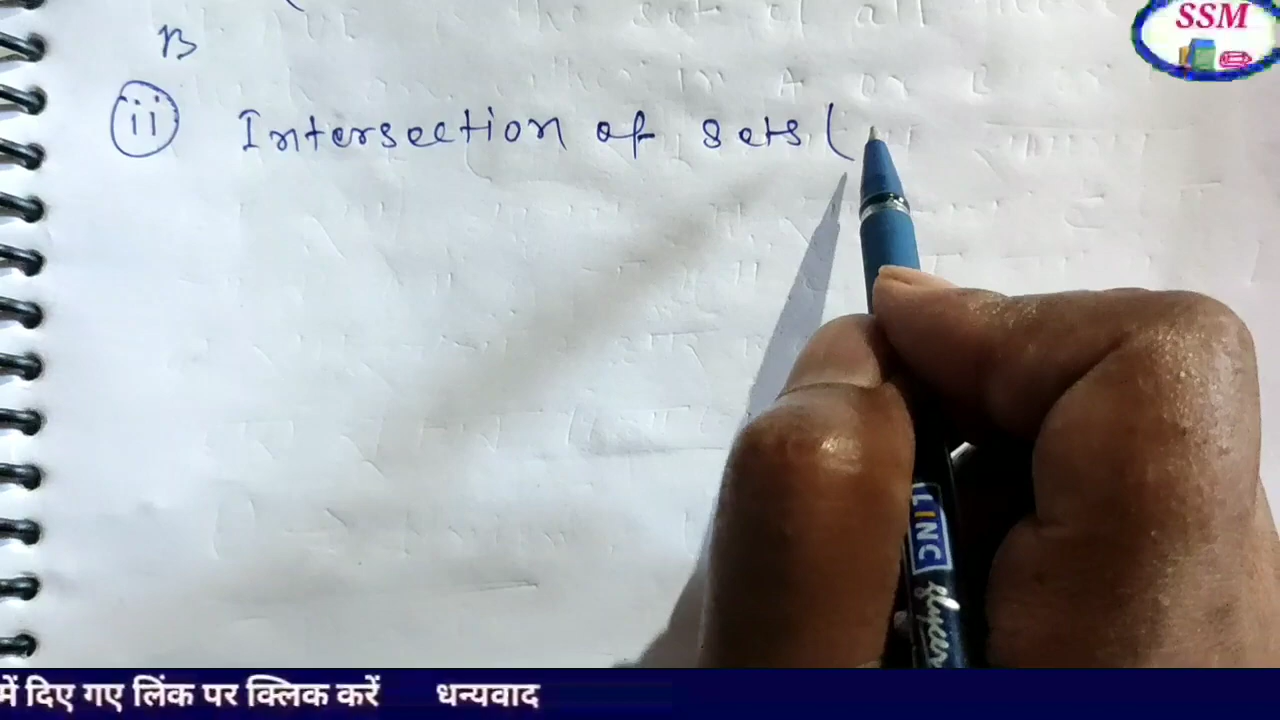 SSM
B
ii Intersection of sets (
LINC
में दिए गए लिंक पर क्लिक करें धन्यवाद